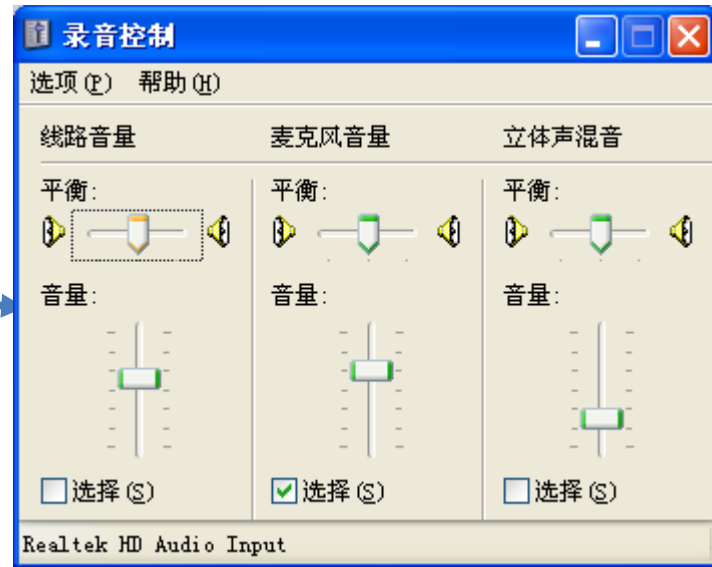 录音控制
选项(P) 帮助(H)
线路音量 麦克风音量 立体声混音
平衡: 平衡: 平衡:
音量: 音量: 音量:
选择(S) 选择(S) 选择(S)
Realtek HD Audio Input